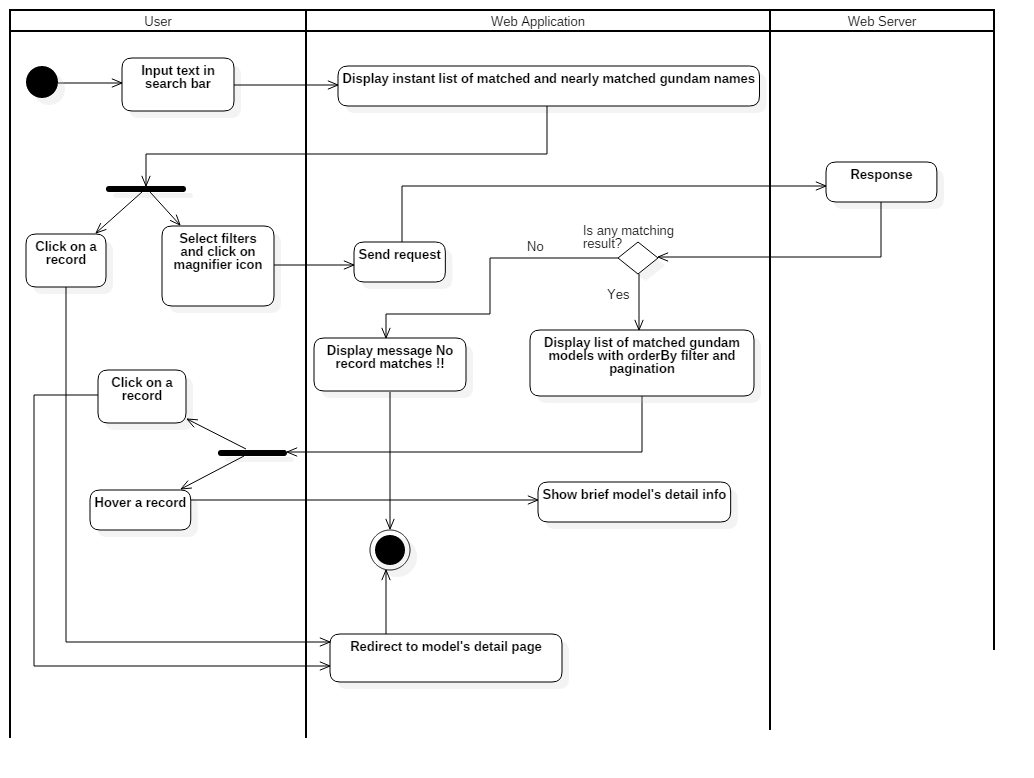 User
Web Application
Web Server
Input text in
search bar
Display instant list of matched and nearly matched gundam names
Response
Click on a
record
Select filters
and click on
magnifier icon
Send request
Is any matching
result?
No
Yes
Display message No
record matches !!
Display list of matched gundam
models with orderBy filter and
pagination
Click on a
record
Hover a record
Show brief model's detail info
Redirect to model's detail page